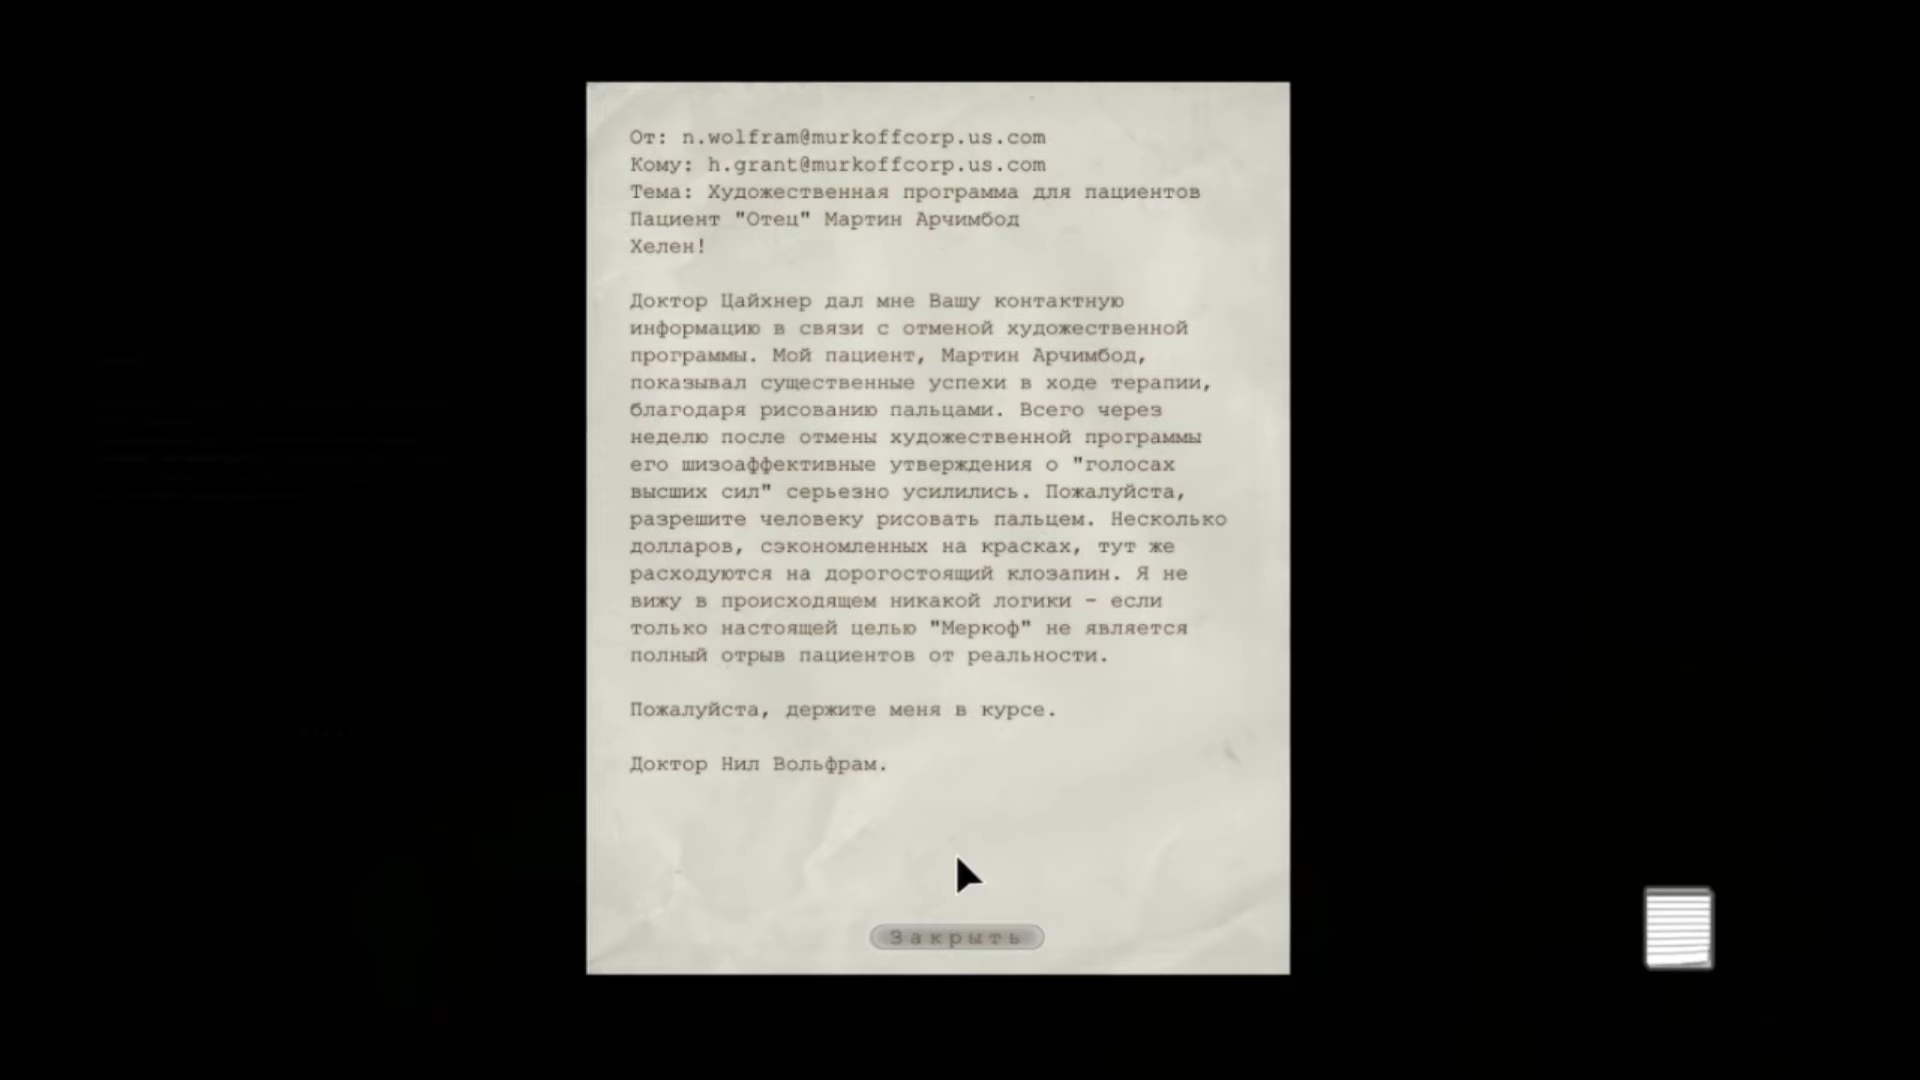 От: n.wolfram@murkoffcorp.us.com
Кому: h.grant@murkoffcorp.us.com
Тема: Художественная программа для пациентов
Пациент "Отец" Мартин Арчимбод
Хелен!
Доктор Цайхнер дал мне Вашу контактную
информацию в связи с отменой художественной
программы. Мой пациент, Мартин Арчимбод,
показывал существенные успехи в ходе терапии,
благодаря рисованию пальцами. Всего через
неделю после отмены художественной программы
его шизоаффективные утверждения о "голосах
высших сил" серьезно усилились. Пожалуйста,
разрешите человеку рисовать пальцем. Несколько
долларов, сэкономленных на красках, тут же
расходуются на дорогостоящий клозапин. Я не
вижу в происходящем никакой логики - если
только настоящей целью "Меркоф" не является
полный отрыв пациентов от реальности.
Пожалуйста, держите меня в курсе.
Доктор Нил Вольфрам.
Закрыть